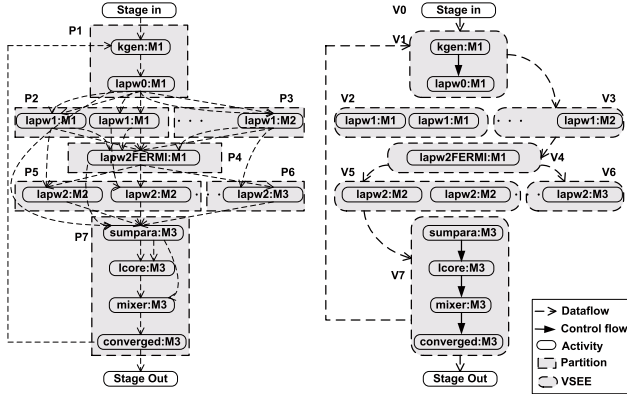 Stage in
P1
kgen:M1
lapw0:M1
P2
P3
lapw1:M1
lapw1:M1
lapw1:M2
lapw2FERMI:M1
P4
P5
P6
lapw2:M2
lapw2:M2
lapw2:M3
P7
sumpara:M3
lcore:M3
mixer:M3
converged:M3
Stage Out
V0
Stage in
V1
kgen:M1
lapw0:M1
V2
V3
lapw1:M1
lapw1:M1
lapw1:M2
lapw2FERMI:M1
V4
V5
V6
lapw2:M2
lapw2:M2
lapw2:M3
sumpara:M3
V7
lcore:M3
mixer:M3
converged:M3
Stage Out
Dataflow
Control flow
Activity
Partition
VSEE